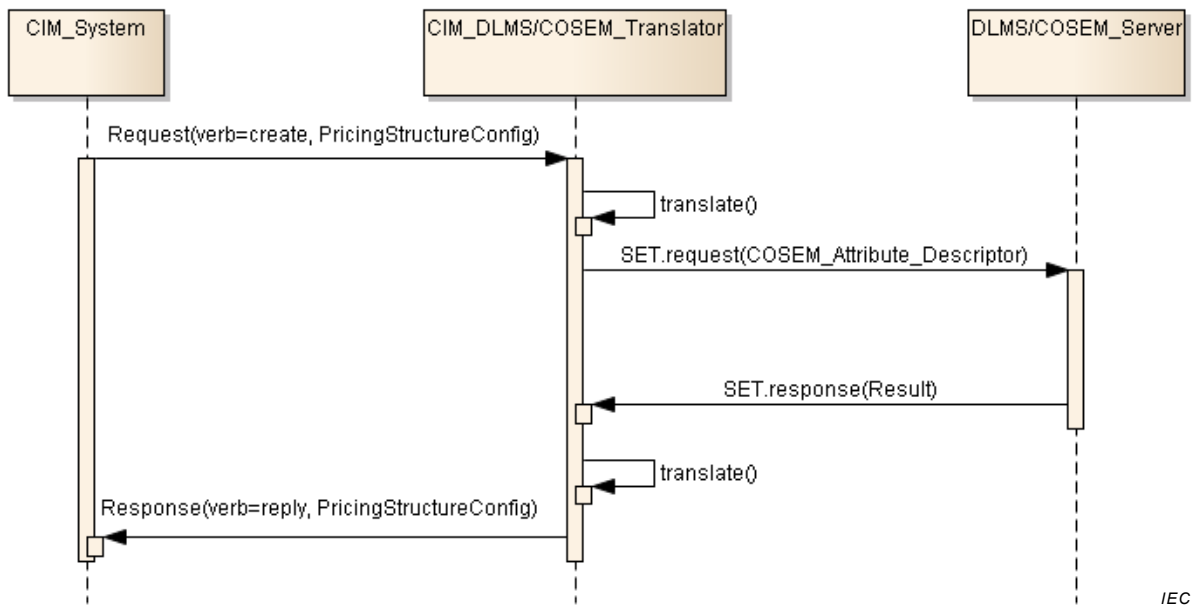 CIM_System
CIM_DLMS/COSEM_Translator
DLMS/COSEM_Server
Request(verb=create, PricingStructureConfig)
translate()
SET.request(COSEM_Attribute_Descriptor)
SET.response(Result)
translate()
Response(verb=reply, PricingStructureConfig)
IEC